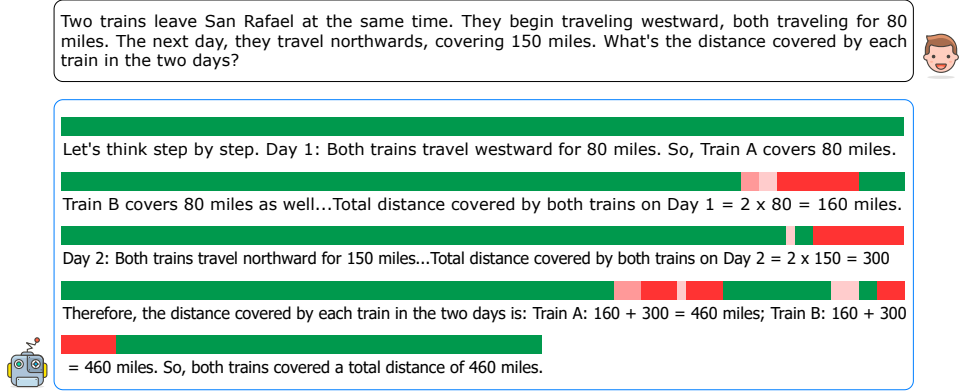 Two trains leave San Rafael at the same time. They begin traveling westward, both traveling for 80
miles. The next day, they travel northwards, covering 150 miles. What's the distance covered by each
train in the two days?
Let's think step by step. Day 1: Both trains travel westward for 80 miles. So, Train A covers 80 miles.
Train B covers 80 miles as well...Total distance covered by both trains on Day 1 = 2 x 80 = 160 miles.
Day 2: Both trains travel northward for 150 miles...Total distance covered by both trains on Day 2 = 2 x 150 = 300
Therefore, the distance covered by each train in the two days is: Train A: 160 + 300 = 460 miles; Train B: 160 + 300
= 460 miles. So, both trains covered a total distance of 460 miles.